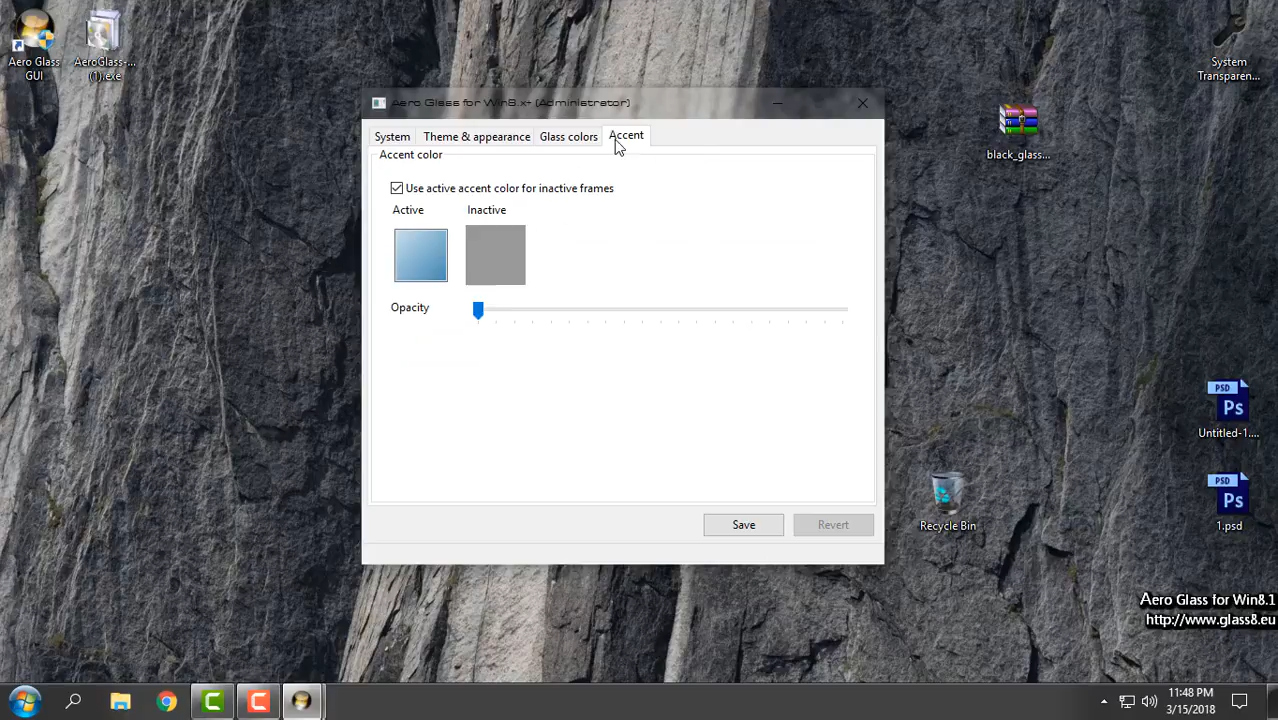 Aero Glass
GUI
AeroGlass-...
(1).exe
System
Transparen...
Aero Glass for Win8.x+ (Administrator)
System
Theme & appearance
Glass colors
Accent
Accent color
Use active accent color for inactive frames
Active
Inactive
Opacity
Save
Revert
black_glass...
PSD
Ps
Untitled-1....
PSD
Ps
1.psd
Recycle Bin
Aero Glass for Win8.1
http://www.glass8.eu
11:48 PM
3/15/2018